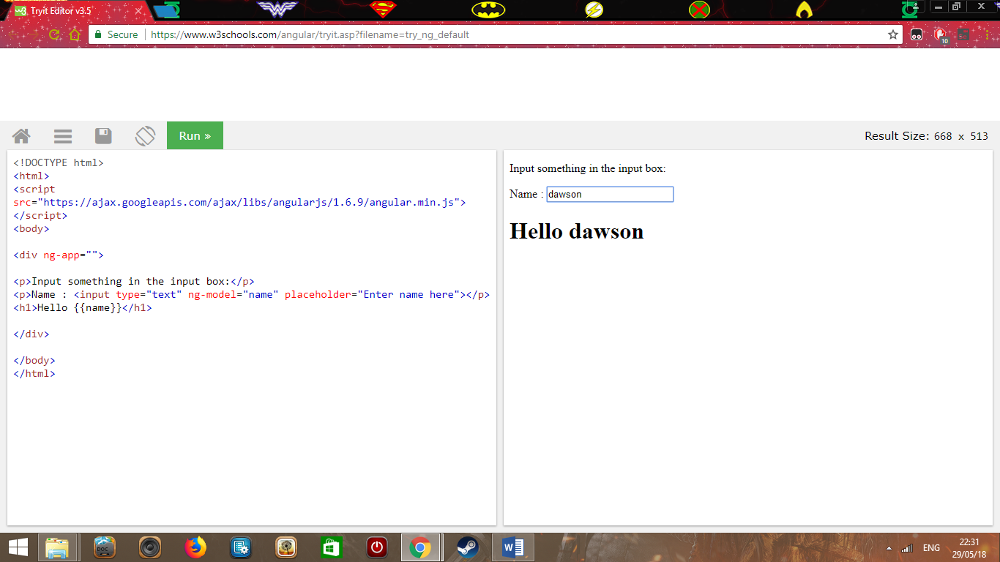 Tryit Editor v3.5
Secure
https://www.w3schools.com/angular/tryit.asp?filename=try_ng_default
10
Run »
Result Size: 668 x 513
<!DOCTYPE html>
<html>
<script
src="https://ajax.googleapis.com/ajax/libs/angularjs/1.6.9/angular.min.js">
</script>
<body>
<div ng-app="">
<p>Input something in the input box:</p>
<p>Name : <input type="text" ng-model="name" placeholder="Enter name here"></p>
<h1>Hello {{name}}</h1>
</div>
</body>
</html>
Input something in the input box:
Name : dawson
Hello dawson
DOC
W
ENG
22:31
29/05/18